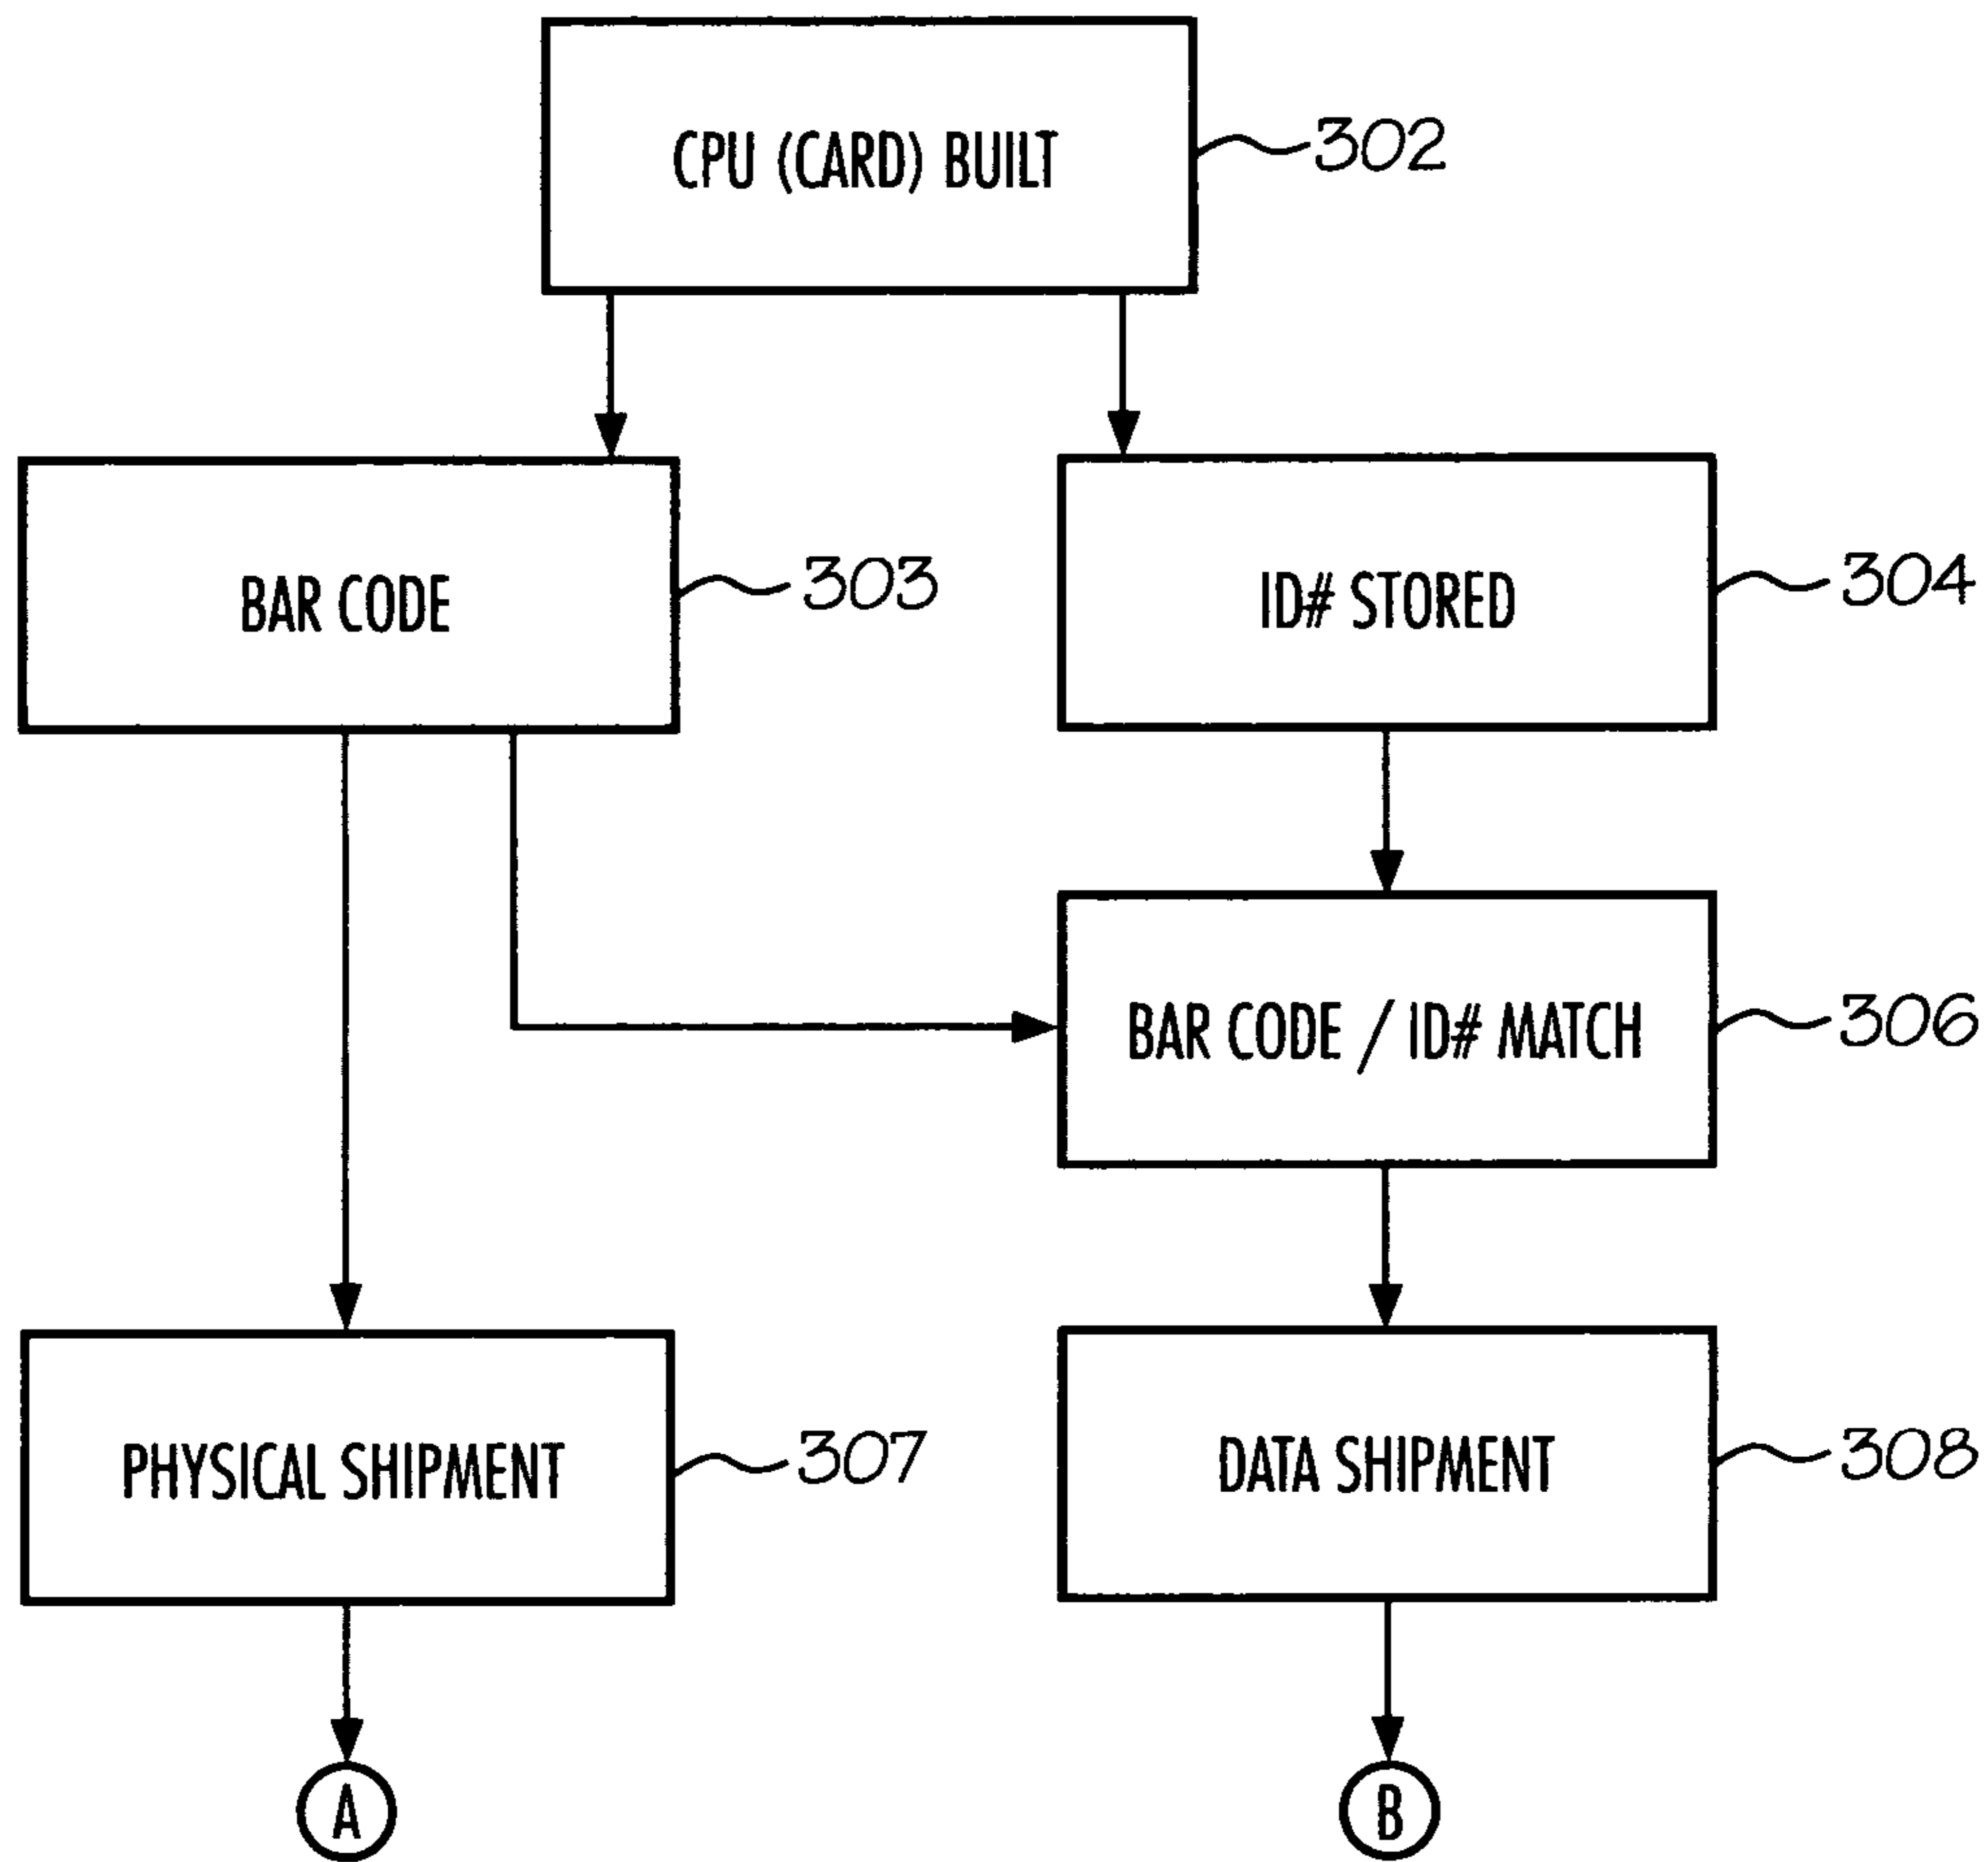 CPU (CARD) BUILT
302
BAR CODE
303
ID# STORED
304
BAR CODE / ID# MATCH
306
PHYSICAL SHIPMENT
307
DATA SHIPMENT
308
A
B